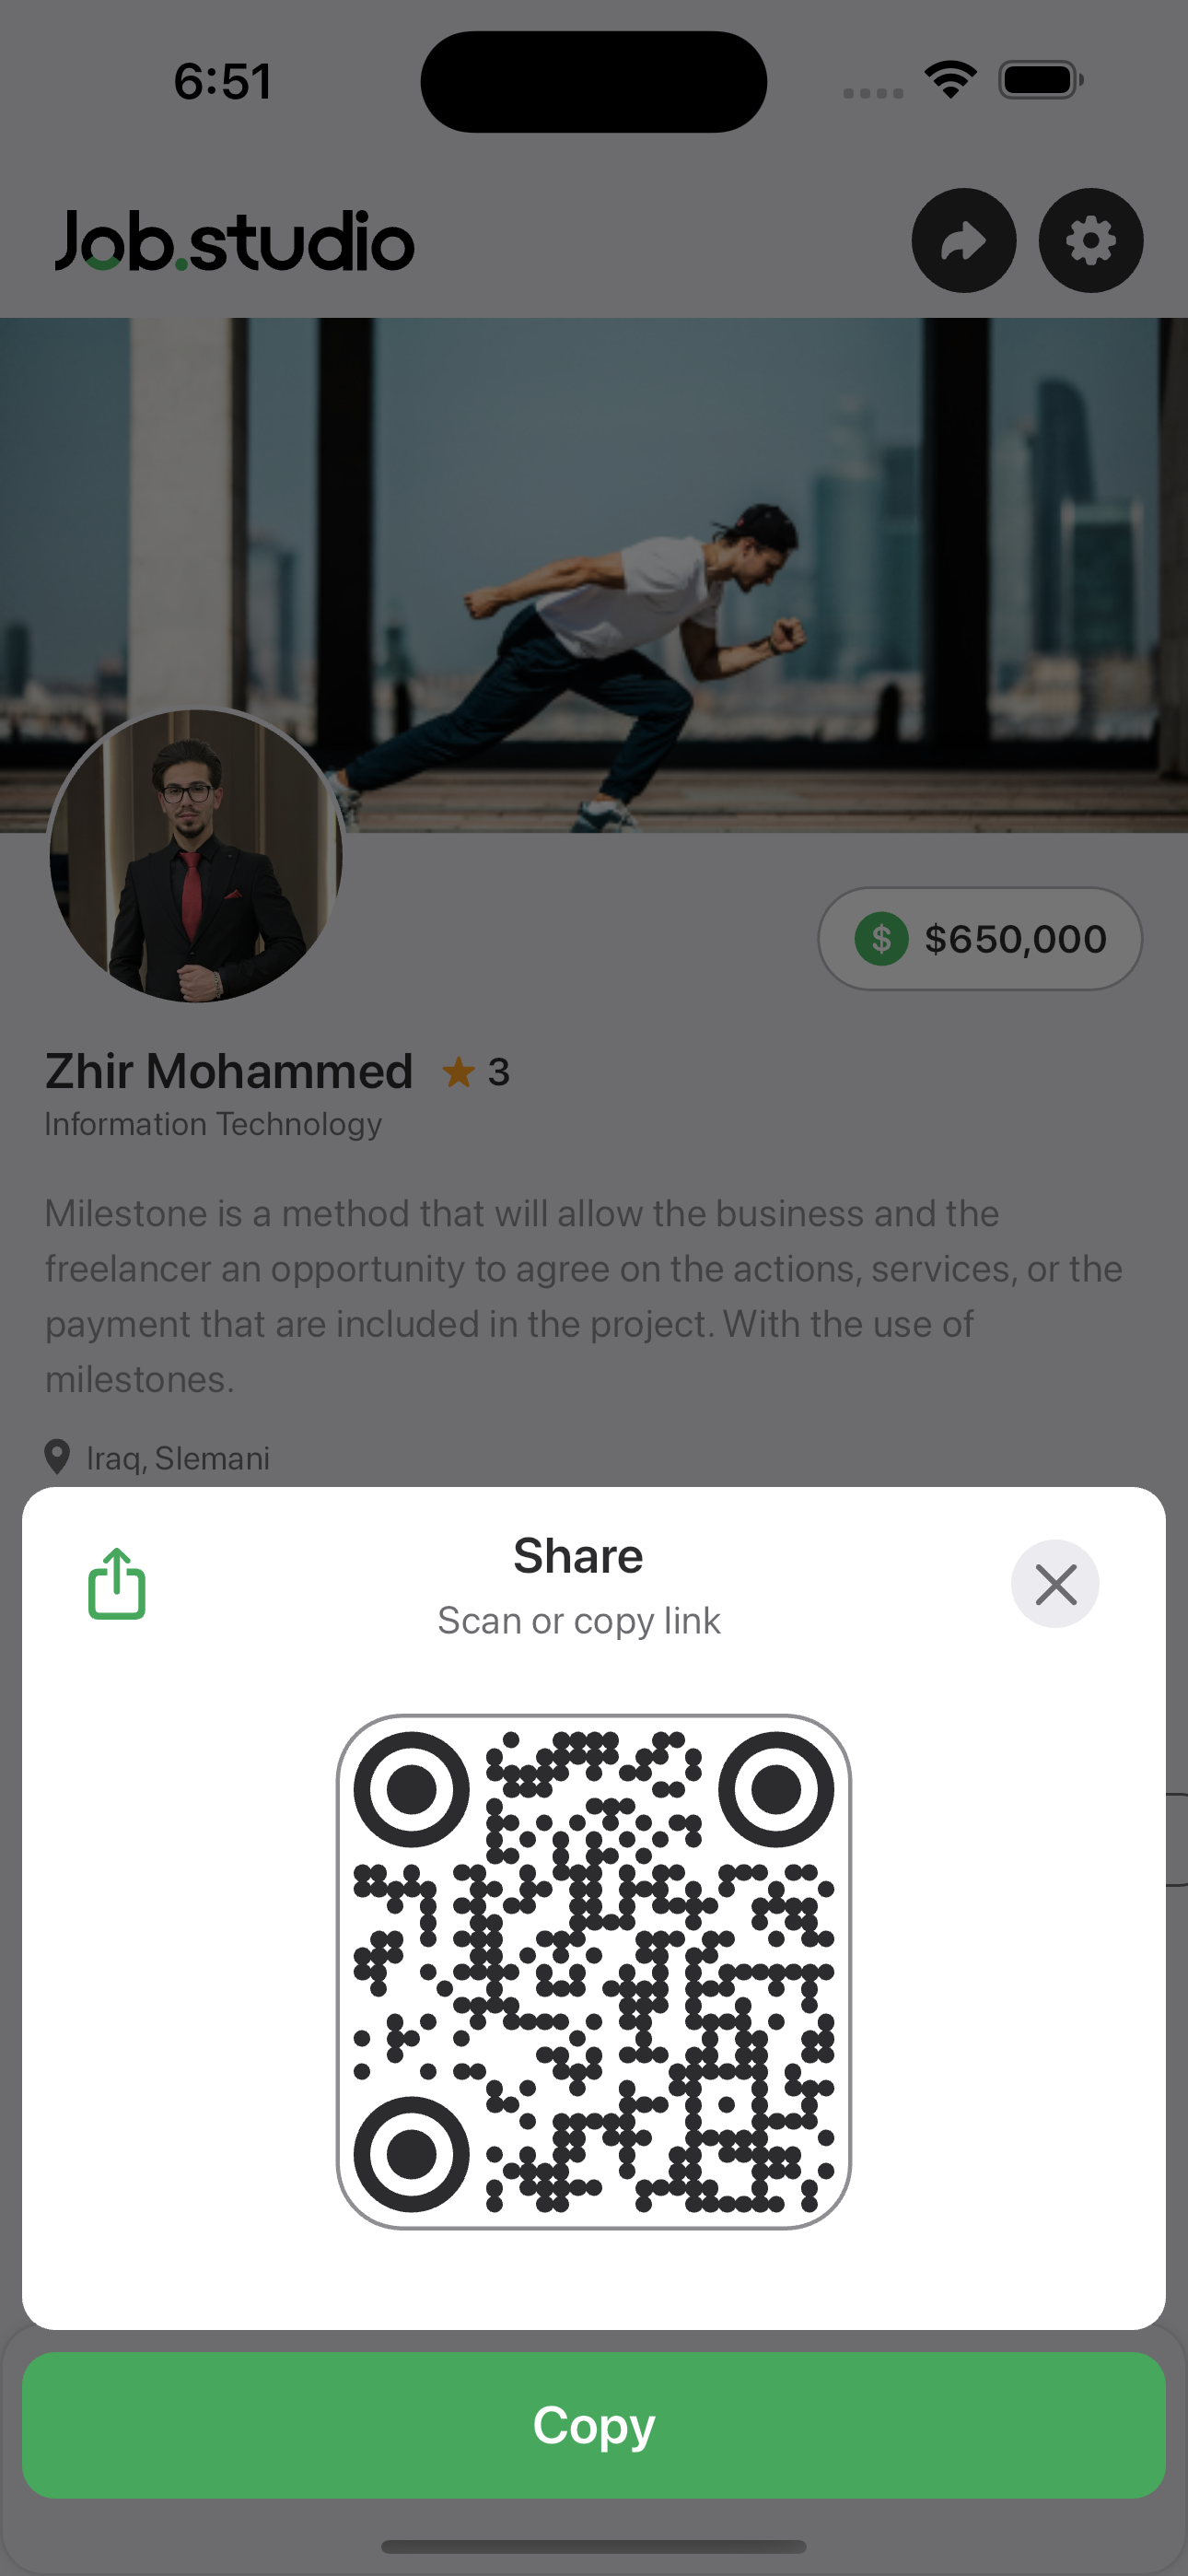 6:51
Job.studio
$ $650,000
Zhir Mohammed 3
Information Technology
Milestone is a method that will allow the business and the
freelancer an opportunity to agree on the actions, services, or the
payment that are included in the project. With the use of
milestones.
Iraq, Slemani
Share
Scan or copy link
Copy